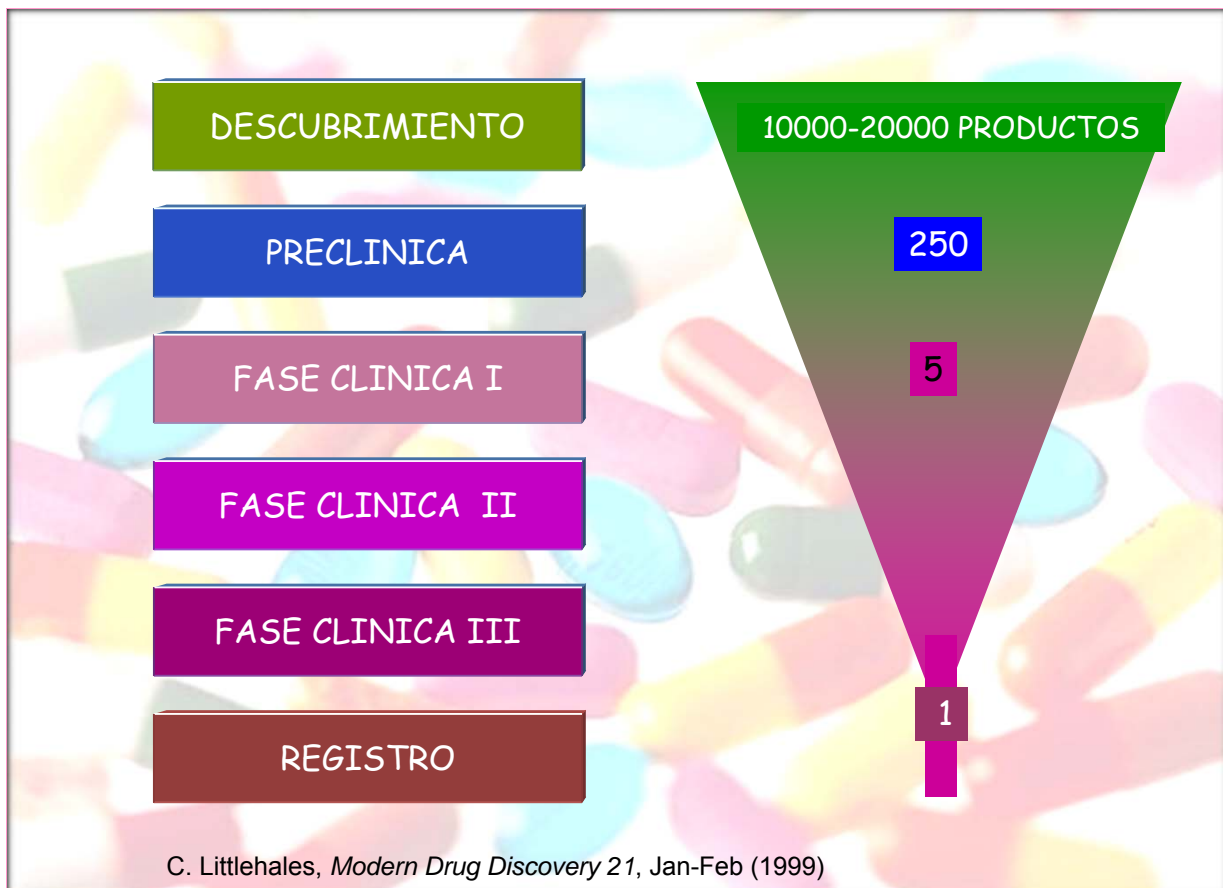 DESCUBRIMIENTO
10000-20000 PRODUCTOS
PRECLINICA
250
FASE CLINICA I
5
FASE CLINICA II
FASE CLINICA III
REGISTRO
1
C. Littlehales, Modern Drug Discovery 21, Jan-Feb (1999)